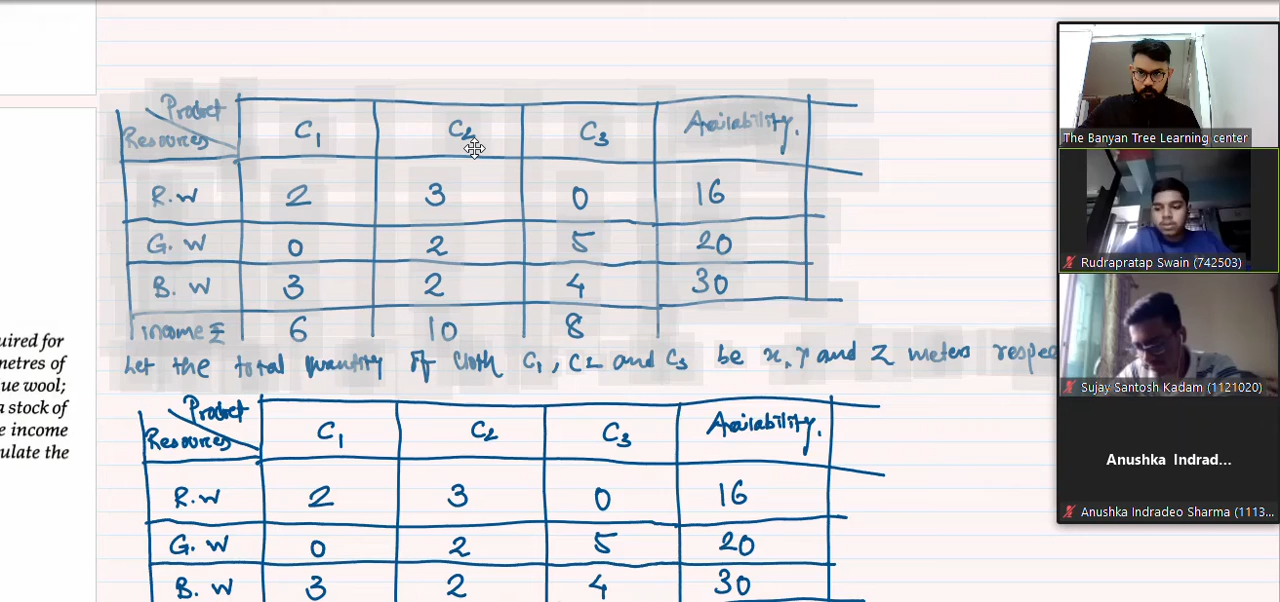 Product
Resources C1 C2 C3 Availability.
R.W 2 3 0 16
G.W 0 2 5 20
B.W 3 2 4 30
income ₹ 6 10 8
Let the total quantity of cloth C1, C2 and C3 be x, y and z meters respe
Product
Resources C1 C2 C3 Availability.
R.W 2 3 0 16
G.W 0 2 5 20
B.W 3 2 4 30
uired for
metres of
ue wool;
a stock of
e income
ulate the
The Banyan Tree Learning center
Rudrapratap Swain (742503)
Sujay Santosh Kadam (1121020)
Anushka Indrad...
Anushka Indradeo Sharma (1113...